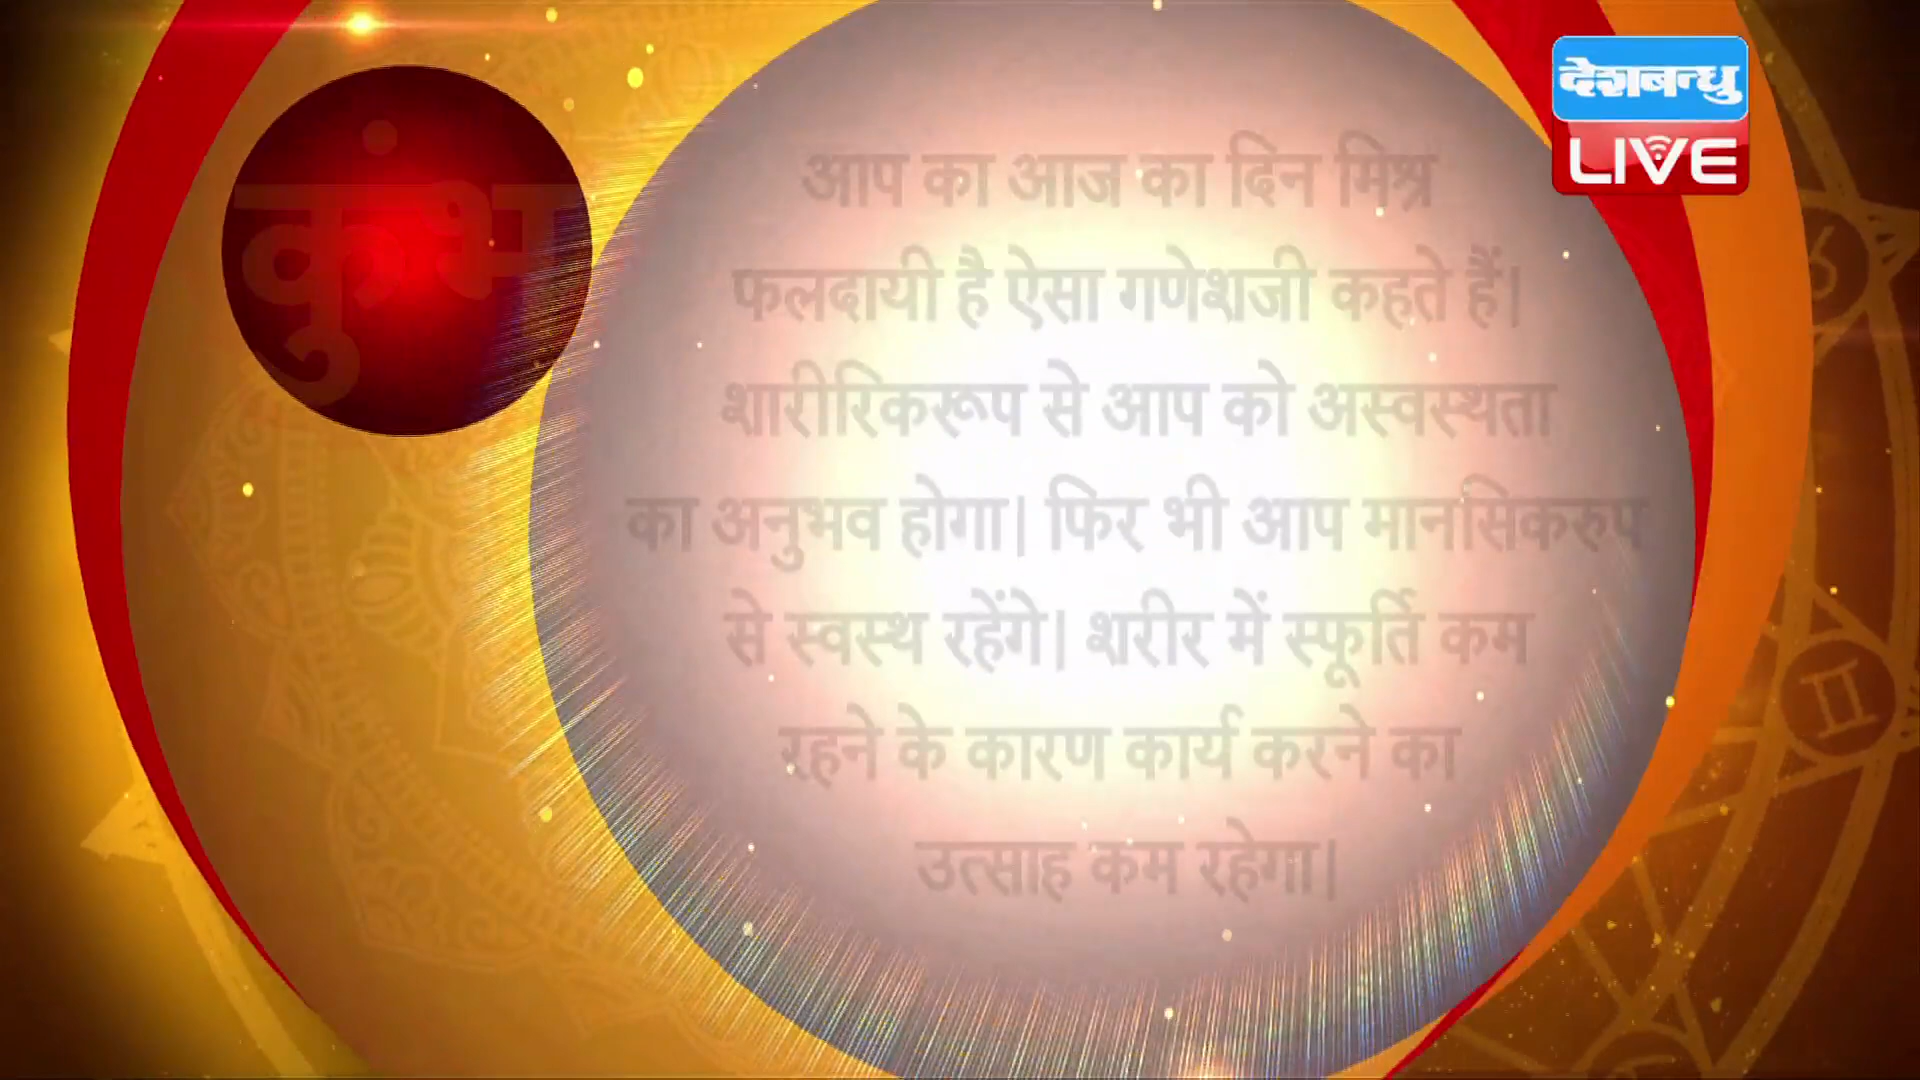 देशबन्धु
LIVE
कुंभ
आप का आज का दिन मिश्र
फलदायी है ऐसा गणेशजी कहते हैं|
शारीरिकरूप से आप को अस्वस्थता
का अनुभव होगा| फिर भी आप मानसिकरुप
से स्वस्थ रहेंगे| शरीर में स्फूर्ति कम
रहने के कारण कार्य करने का
उत्साह कम रहेगा|